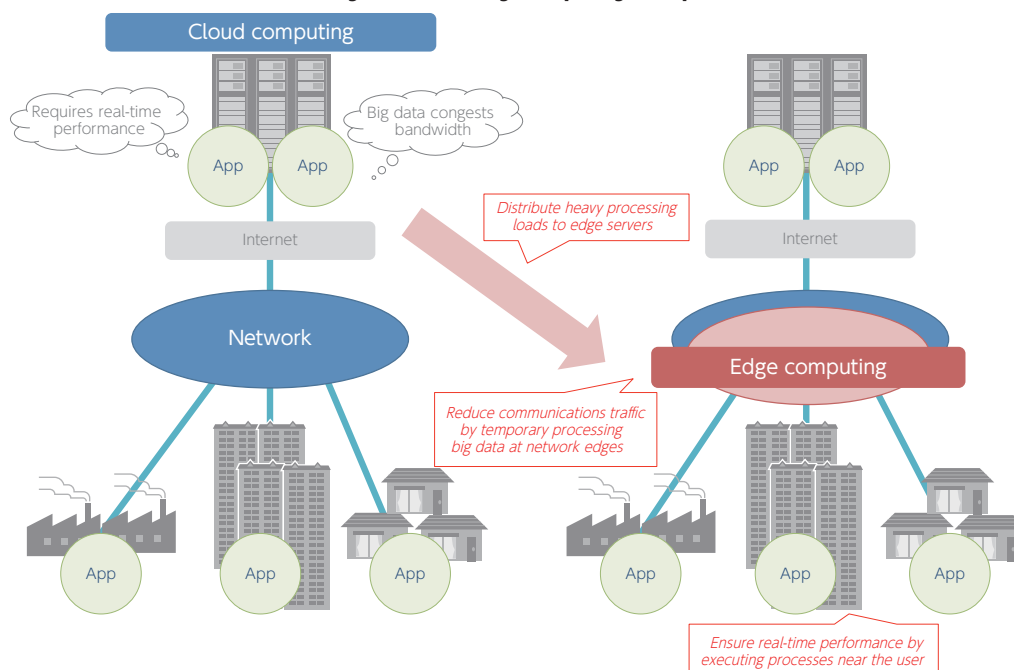 Cloud computing
Requires real-time
performance
Big data congests
bandwidth
App
App
App
App
Distribute heavy processing
loads to edge servers
Internet
Internet
Network
Edge computing
Reduce communications traffic
by temporary processing
big data at network edges
App
App
App
App
App
App
Ensure real-time performance by
executing processes near the user